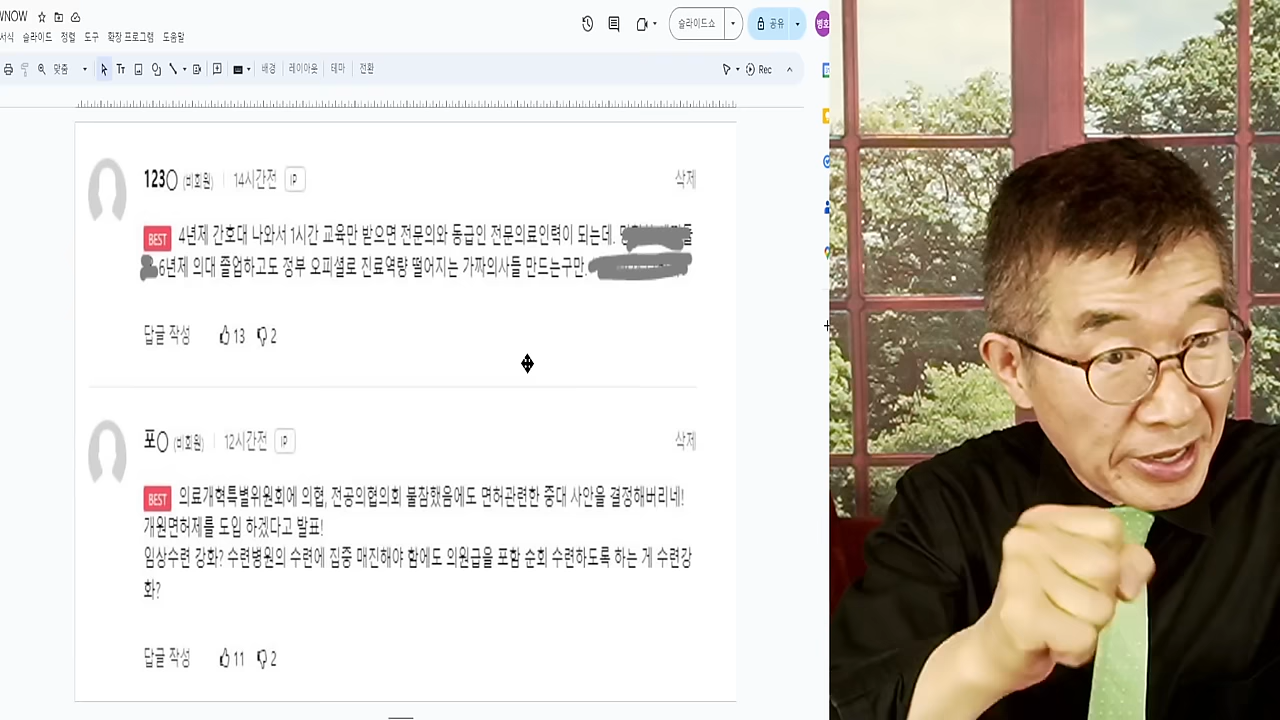 WNOW
서식 슬라이드 정렬 도구 확장 프로그램 도움말
슬라이드쇼
공유
병호
맞춤
Tr
배경 레이아웃 테마 전환
Rec
123〇 (비회원) 14시간전 IP
삭제
BEST 4년제 간호대 나와서 1시간 교육만 받으면 전문의와 동급인 전문의료인력이 되는데.
6년제 의대 졸업하고도 정부 오피셜로 진료역량 떨어지는 가짜의사들 만드는구만.
답글 작성 13 2
포〇 (비회원) 12시간전 IP
삭제
BEST 의료개혁특별위원회에 의협, 전공의협의회 불참했음에도 면허관련한 중대 사안을 결정해버리네!
개원면허제를 도입 하겠다고 발표!
임상수련 강화? 수련병원의 수련에 집중 매진해야 함에도 의원급을 포함 순회 수련하도록 하는 게 수련강
화?
답글 작성 11 2